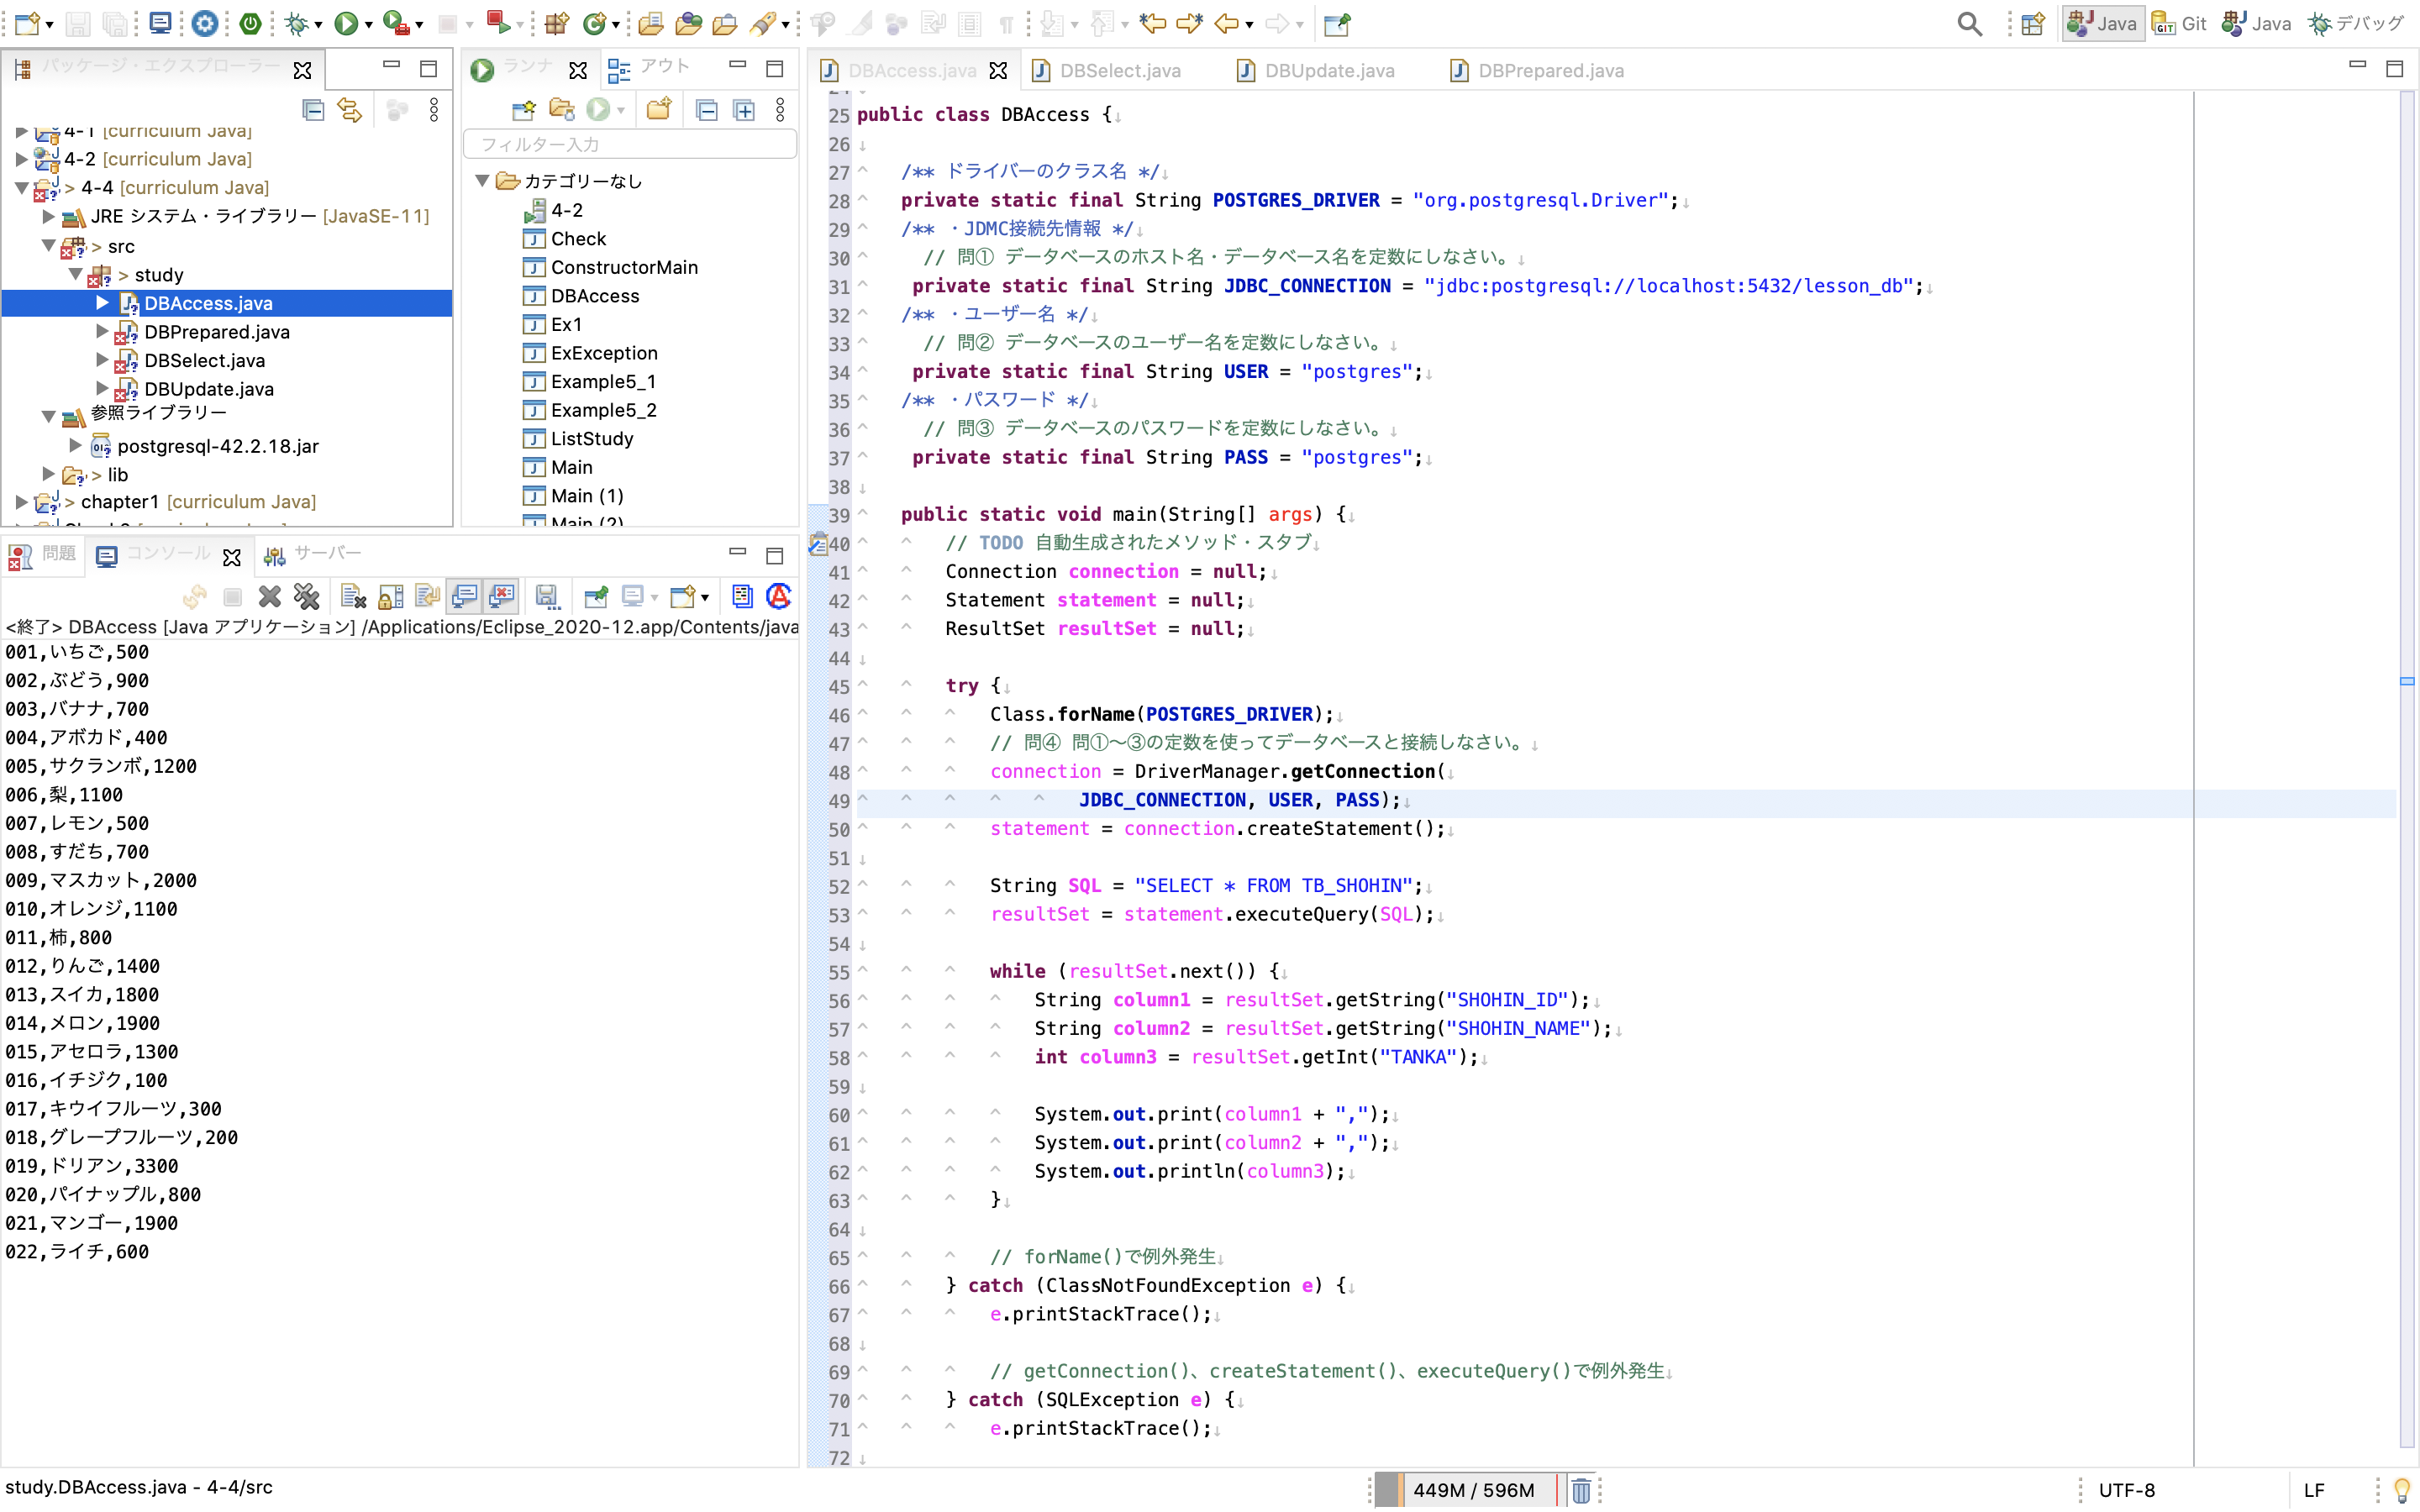 Java
Git
Java
デバッグ
パッケージ・エクスプローラー
4-1 [curriculum Java]
4-2 [curriculum Java]
> 4-4 [curriculum Java]
JRE システム・ライブラリー [JavaSE-11]
> src
> study
DBAccess.java
DBPrepared.java
DBSelect.java
DBUpdate.java
参照ライブラリー
postgresql-42.2.18.jar
> lib
> chapter1 [curriculum Java]
ランナ
アウト
フィルター入力
カテゴリーなし
4-2
Check
ConstructorMain
DBAccess
Ex1
ExException
Example5_1
Example5_2
ListStudy
Main
Main (1)
Main (2)
問題
コンソール
サーバー
<終了> DBAccess [Java アプリケーション] /Applications/Eclipse_2020-12.app/Contents/java
001,いちご,500
002,ぶどう,900
003,バナナ,700
004,アボカド,400
005,サクランボ,1200
006,梨,1100
007,レモン,500
008,すだち,700
009,マスカット,2000
010,オレンジ,1100
011,柿,800
012,りんご,1400
013,スイカ,1800
014,メロン,1900
015,アセロラ,1300
016,イチジク,100
017,キウイフルーツ,300
018,グレープフルーツ,200
019,ドリアン,3300
020,パイナップル,800
021,マンゴー,1900
022,ライチ,600
DBAccess.java
DBSelect.java
DBUpdate.java
DBPrepared.java
24
25 public class DBAccess {
26
27 /** ドライバーのクラス名 */
28 private static final String POSTGRES_DRIVER = "org.postgresql.Driver";
29 /** ・JDMC接続先情報 */
30 // 問① データベースのホスト名・データベース名を定数にしなさい。
31 private static final String JDBC_CONNECTION = "jdbc:postgresql://localhost:5432/lesson_db";
32 /** ・ユーザー名 */
33 // 問② データベースのユーザー名を定数にしなさい。
34 private static final String USER = "postgres";
35 /** ・パスワード */
36 // 問③ データベースのパスワードを定数にしなさい。
37 private static final String PASS = "postgres";
38
39 public static void main(String[] args) {
40 // TODO 自動生成されたメソッド・スタブ
41 Connection connection = null;
42 Statement statement = null;
43 ResultSet resultSet = null;
44
45 try {
46 Class.forName(POSTGRES_DRIVER);
47 // 問④ 問①〜③の定数を使ってデータベースと接続しなさい。
48 connection = DriverManager.getConnection(
49 JDBC_CONNECTION, USER, PASS);
50 statement = connection.createStatement();
51
52 String SQL = "SELECT * FROM TB_SHOHIN";
53 resultSet = statement.executeQuery(SQL);
54
55 while (resultSet.next()) {
56 String column1 = resultSet.getString("SHOHIN_ID");
57 String column2 = resultSet.getString("SHOHIN_NAME");
58 int column3 = resultSet.getInt("TANKA");
59
60 System.out.print(column1 + ",");
61 System.out.print(column2 + ",");
62 System.out.println(column3);
63 }
64
65 // forName()で例外発生
66 } catch (ClassNotFoundException e) {
67 e.printStackTrace();
68
69 // getConnection()、createStatement()、executeQuery()で例外発生
70 } catch (SQLException e) {
71 e.printStackTrace();
72
study.DBAccess.java - 4-4/src
449M / 596M
UTF-8
LF